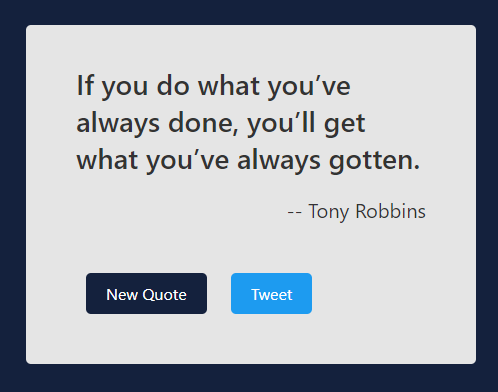 If you do what you’ve
always done, you’ll get
what you’ve always gotten.
-- Tony Robbins
New Quote
Tweet